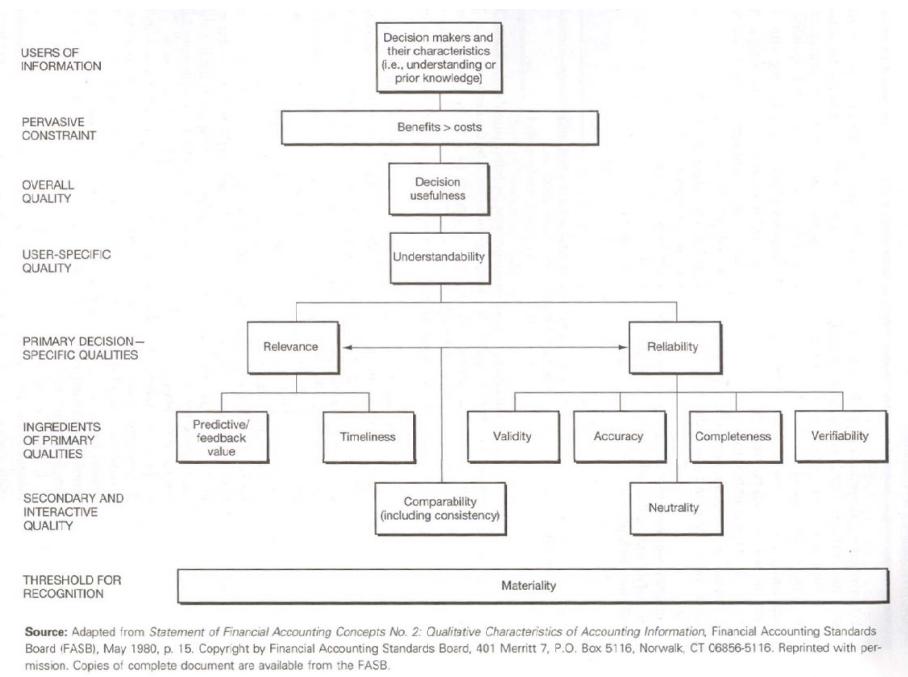 USERS OF
INFORMATION
Decision makers and
their characteristics
(i.e., understanding or
prior knowledge)
PERVASIVE
CONSTRAINT
Benefits > costs
OVERALL
QUALITY
Decision
usefulness
USER-SPECIFIC
QUALITY
Understandability
PRIMARY DECISION—
SPECIFIC QUALITIES
Relevance
Reliability
INGREDIENTS
OF PRIMARY
QUALITIES
Predictive/
feedback
value
Timeliness
Validity
Accuracy
Completeness
Verifiability
SECONDARY AND
INTERACTIVE
QUALITY
Comparability
(including consistency)
Neutrality
THRESHOLD FOR
RECOGNITION
Materiality
Source: Adapted from Statement of Financial Accounting Concepts No. 2: Qualitative Characteristics of Accounting Information, Financial Accounting Standards
Board (FASB), May 1980, p. 15. Copyright by Financial Accounting Standards Board, 401 Merritt 7, P.O. Box 5116, Norwalk, CT 06856-5116. Reprinted with per-
mission. Copies of complete document are available from the FASB.